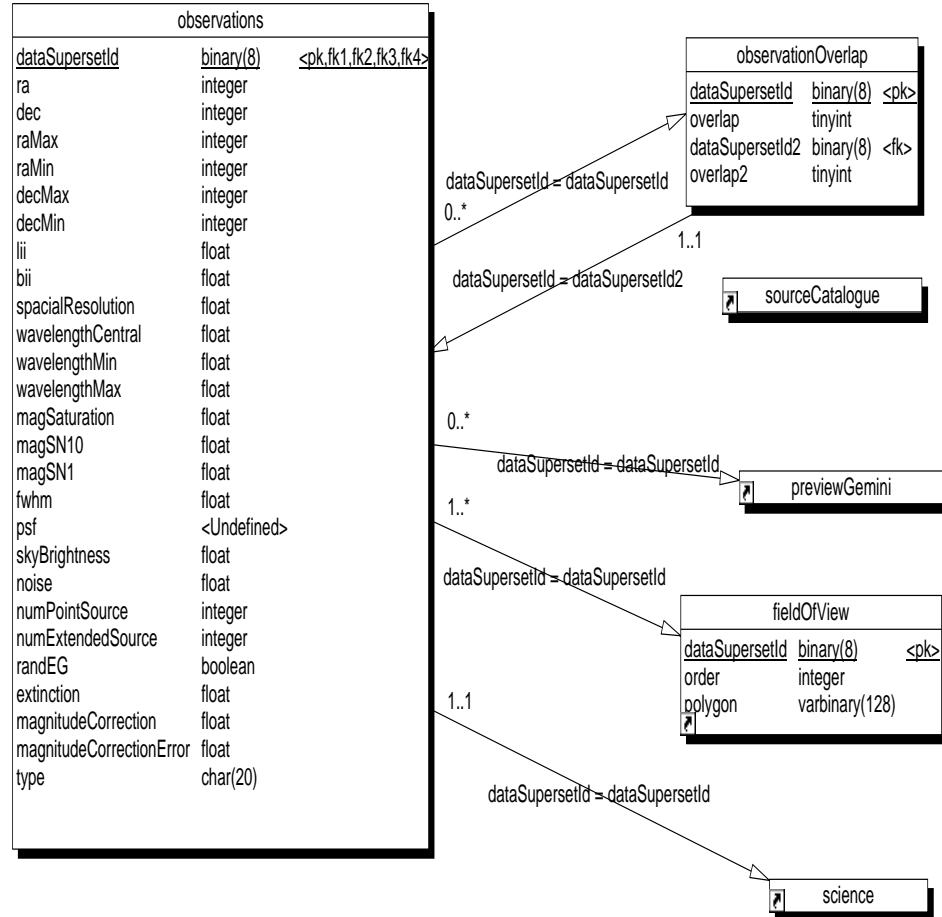 observations
dataSupersetId binary(8) <pk,fk1,fk2,fk3,fk4>
ra integer
dec integer
raMax integer
raMin integer
decMax integer
decMin integer
lii float
bii float
spacialResolution float
wavelengthCentral float
wavelengthMin float
wavelengthMax float
magSaturation float
magSN10 float
magSN1 float
fwhm float
psf <Undefined>
skyBrightness float
noise float
numPointSource integer
numExtendedSource integer
randEG boolean
extinction float
magnitudeCorrection float
magnitudeCorrectionError float
type char(20)
dataSupersetId = dataSupersetId
0..*
observationOverlap
dataSupersetId binary(8) <pk>
overlap tinyint
dataSupersetId2 binary(8) <fk>
overlap2 tinyint
1..1
dataSupersetId = dataSupersetId2
sourceCatalogue
0..*
dataSupersetId = dataSupersetId
previewGemini
1..*
dataSupersetId = dataSupersetId
fieldOfView
dataSupersetId binary(8) <pk>
order integer
polygon varbinary(128)
1..1
dataSupersetId = dataSupersetId
science